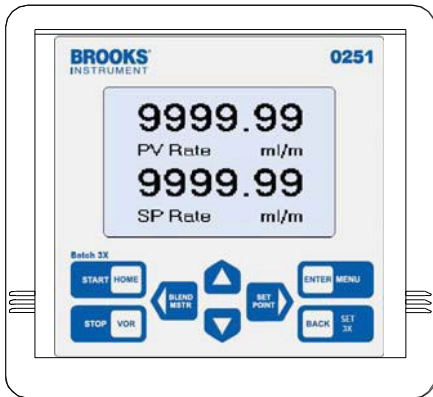 BROOKS INSTRUMENT 0251
9999.99
PV Rate ml/m
9999.99
SP Rate ml/m
Batch 3X
START HOME
BLEND MSTR
SET POINT
ENTER MENU
STOP VOR
BACK SET 3X